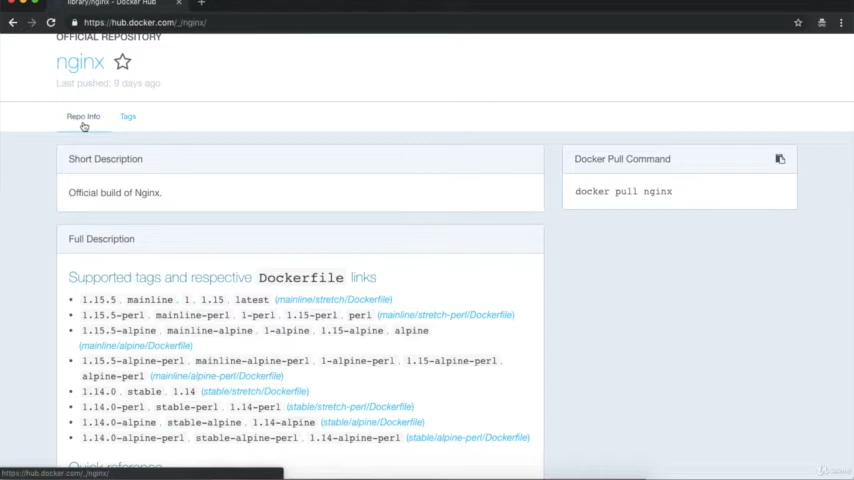 library/nginx - Docker Hub
https://hub.docker.com/_/nginx/
OFFICIAL REPOSITORY
nginx
Last pushed: 9 days ago
Repo Info
Tags
Short Description
Official build of Nginx.
Docker Pull Command
docker pull nginx
Full Description
Supported tags and respective Dockerfile links
1.15.5, mainline, 1, 1.15, latest (mainline/stretch/Dockerfile)
1.15.5-perl, mainline-perl, 1-perl, 1.15-perl, perl (mainline/stretch-perl/Dockerfile)
1.15.5-alpine, mainline-alpine, 1-alpine, 1.15-alpine, alpine
(mainline/alpine/Dockerfile)
1.15.5-alpine-perl, mainline-alpine-perl, 1-alpine-perl, 1.15-alpine-perl,
alpine-perl (mainline/alpine-perl/Dockerfile)
1.14.0, stable, 1.14 (stable/stretch/Dockerfile)
1.14.0-perl, stable-perl, 1.14-perl (stable/stretch-perl/Dockerfile)
1.14.0-alpine, stable-alpine, 1.14-alpine (stable/alpine/Dockerfile)
1.14.0-alpine-perl, stable-alpine-perl, 1.14-alpine-perl (stable/alpine-perl/Dockerfile)
Quick reference
https://hub.docker.com/_/nginx/
Udemy